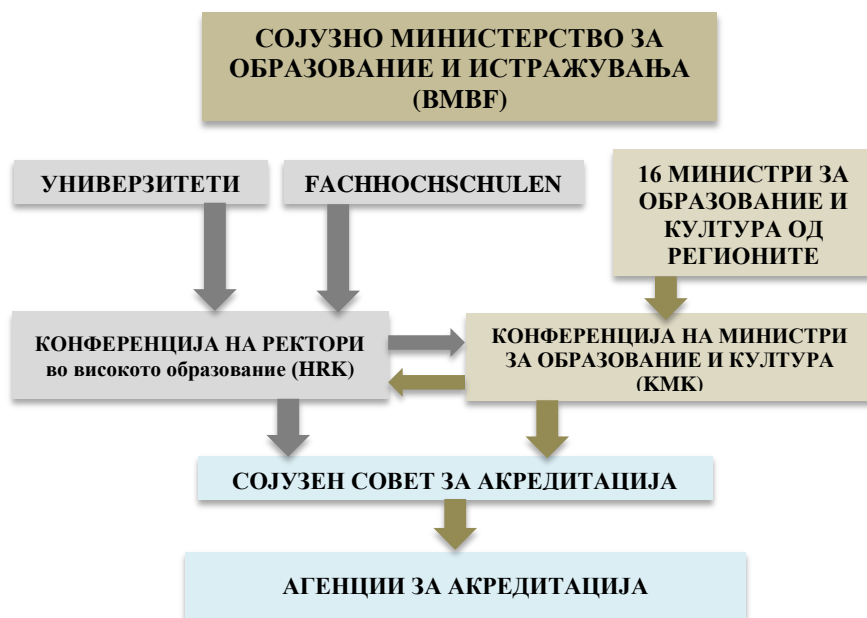 СОЈУЗНО МИНИСТЕРСТВО ЗА
ОБРАЗОВАНИЕ И ИСТРАЖУВАЊА
(BMBF)
УНИВЕРЗИТЕТИ
FACHHOCHSCHULEN
16 МИНИСТРИ ЗА
ОБРАЗОВАНИЕ И
КУЛТУРА ОД
РЕГИОНИТЕ
КОНФЕРЕНЦИЈА НА РЕКТОРИ
во високото образование (HRK)
КОНФЕРЕНЦИЈА НА МИНИСТРИ
ЗА ОБРАЗОВАНИЕ И КУЛТУРА
(KMK)
СОЈУЗЕН СОВЕТ ЗА АКРЕДИТАЦИЈА
АГЕНЦИИ ЗА АКРЕДИТАЦИЈА